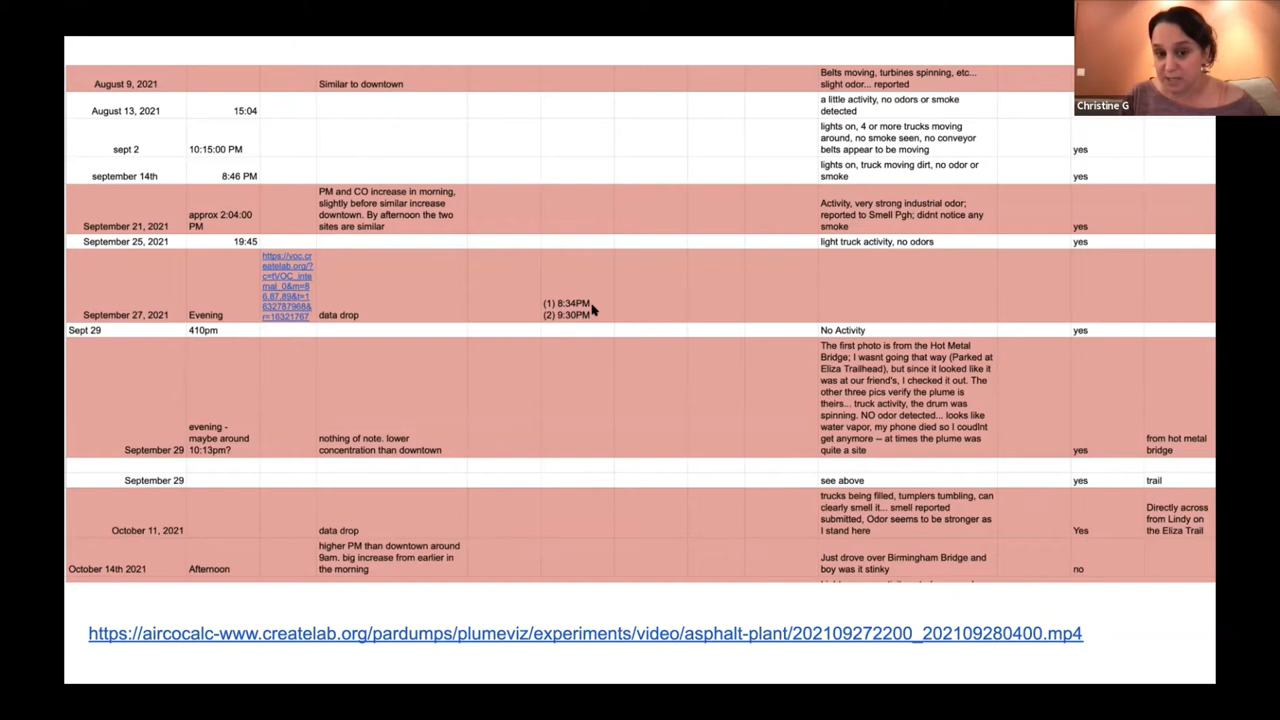 Christine G
August 9, 2021
Similar to downtown
Belts moving, turbines spinning, etc...
slight odor... reported
August 13, 2021
15:04
a little activity, no odors or smoke
detected
sept 2
10:15:00 PM
lights on, 4 or more trucks moving
around, no smoke seen, no conveyor
belts appear to be moving
yes
september 14th
8:46 PM
lights on, truck moving dirt, no odor or
smoke
yes
September 21, 2021
approx 2:04:00
PM
PM and CO increase in morning,
slightly before similar increase
downtown. By afternoon the two
sites are similar
Activity, very strong industrial odor;
reported to Smell Pgh; didnt notice any
smoke
yes
September 25, 2021
19:45
light truck activity, no odors
yes
September 27, 2021
Evening
https://voc.cr
eatelab.org/?
c=tVOC_inte
rnal_0&m=8
6.87.89&t=1
632787968&
r=16321767
data drop
(1) 8:34PM
(2) 9:30PM
Sept 29
410pm
No Activity
yes
September 29
evening -
maybe around
10:13pm?
nothing of note. lower
concentration than downtown
The first photo is from the Hot Metal
Bridge; I wasnt going that way (Parked at
Eliza Trailhead), but since it looked like it
was at our friend's, I checked it out. The
other three pics verify the plume is
theirs... truck activity, the drum was
spinning. NO odor detected... looks like
water vapor, my phone died so I coudlnt
get anymore -- at times the plume was
quite a site
yes
from hot metal
bridge
September 29
see above
yes
trail
October 11, 2021
data drop
trucks being filled, tumplers tumbling, can
clearly smell it... smell reported
submitted, Odor seems to be stronger as
I stand here
Yes
Directly across
from Lindy on
the Eliza Trail
October 14th 2021
Afternoon
higher PM than downtown around
9am. big increase from earlier in
the morning
Just drove over Birmingham Bridge and
boy was it stinky
no
https://aircocalc-www.createlab.org/pardumps/plumeviz/experiments/video/asphalt-plant/202109272200_202109280400.mp4